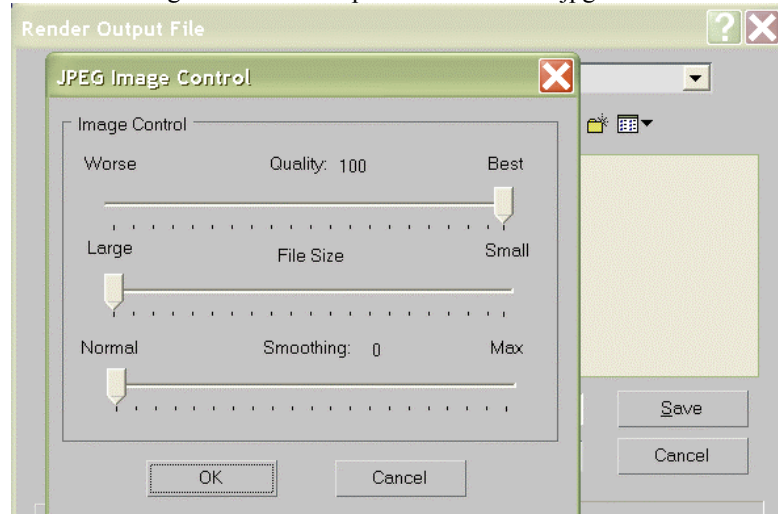 Render Output File
JPEG Image Control
Image Control
Worse Quality: 100 Best
Large File Size Small
Normal Smoothing: 0 Max
OK Cancel
Save
Cancel